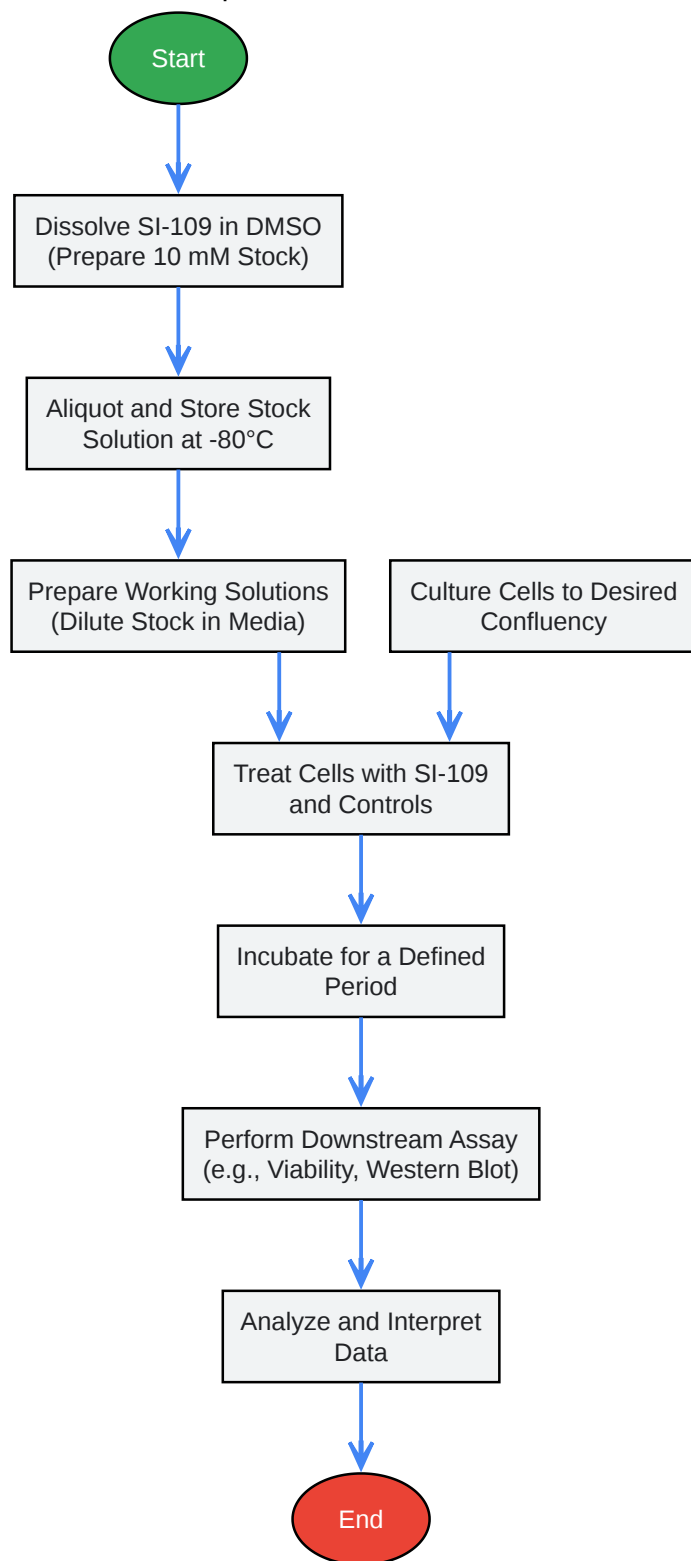 Start
Dissolve SI-109 in DMSO
(Prepare 10 mM Stock)
Aliquot and Store Stock
Solution at -80°C
Prepare Working Solutions
(Dilute Stock in Media)
Culture Cells to Desired
Confluency
Treat Cells with SI-109
and Controls
Incubate for a Defined
Period
Perform Downstream Assay
(e.g., Viability, Western Blot)
Analyze and Interpret
Data
End